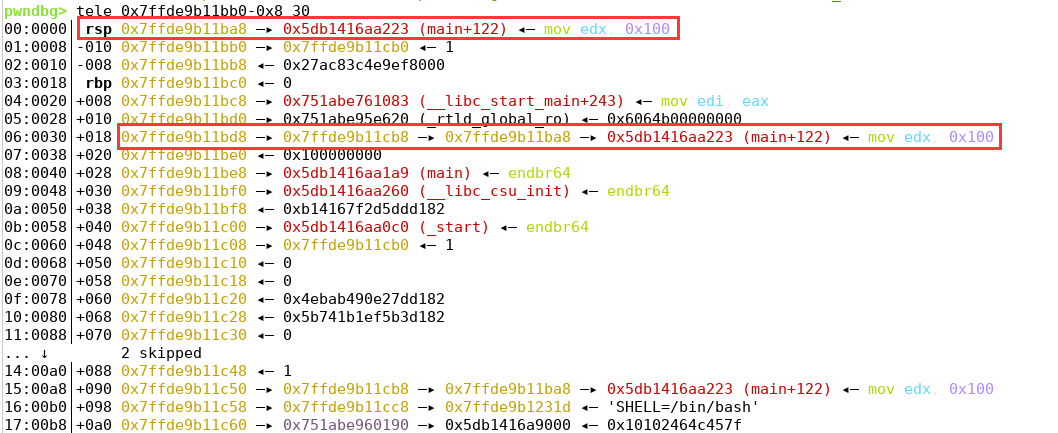 pwndbg> tele 0x7ffde9b11bb0-0x8 30
00:0000│ rsp 0x7ffde9b11ba8 —▸ 0x5db1416aa223 (main+122) ◂— mov edx, 0x100
01:0008│-010 0x7ffde9b11bb0 —▸ 0x7ffde9b11cb0 ◂— 1
02:0010│-008 0x7ffde9b11bb8 ◂— 0x27ac83c4e9ef8000
03:0018│ rbp 0x7ffde9b11bc0 ◂— 0
04:0020│+008 0x7ffde9b11bc8 —▸ 0x751abe761083 (__libc_start_main+243) ◂— mov edi, eax
05:0028│+010 0x7ffde9b11bd0 —▸ 0x751abe95e620 (_rtld_global_ro) ◂— 0x6064b00000000
06:0030│+018 0x7ffde9b11bd8 —▸ 0x7ffde9b11cb8 —▸ 0x7ffde9b11ba8 —▸ 0x5db1416aa223 (main+122) ◂— mov edx, 0x100
07:0038│+020 0x7ffde9b11be0 ◂— 0x100000000
08:0040│+028 0x7ffde9b11be8 —▸ 0x5db1416aa1a9 (main) ◂— endbr64
09:0048│+030 0x7ffde9b11bf0 —▸ 0x5db1416aa260 (__libc_csu_init) ◂— endbr64
0a:0050│+038 0x7ffde9b11bf8 ◂— 0xb14167f2d5ddd182
0b:0058│+040 0x7ffde9b11c00 —▸ 0x5db1416aa0c0 (_start) ◂— endbr64
0c:0060│+048 0x7ffde9b11c08 —▸ 0x7ffde9b11cb0 ◂— 1
0d:0068│+050 0x7ffde9b11c10 ◂— 0
0e:0070│+058 0x7ffde9b11c18 ◂— 0
0f:0078│+060 0x7ffde9b11c20 ◂— 0x4ebab490e27dd182
10:0080│+068 0x7ffde9b11c28 ◂— 0x5b741b1ef5b3d182
11:0088│+070 0x7ffde9b11c30 ◂— 0
... ↓ 2 skipped
14:00a0│+088 0x7ffde9b11c48 ◂— 1
15:00a8│+090 0x7ffde9b11c50 —▸ 0x7ffde9b11cb8 —▸ 0x7ffde9b11ba8 —▸ 0x5db1416aa223 (main+122) ◂— mov edx, 0x100
16:00b0│+098 0x7ffde9b11c58 —▸ 0x7ffde9b11cc8 —▸ 0x7ffde9b1231d ◂— 'SHELL=/bin/bash'
17:00b8│+0a0 0x7ffde9b11c60 —▸ 0x751abe960190 —▸ 0x5db1416a9000 ◂— 0x10102464c457f